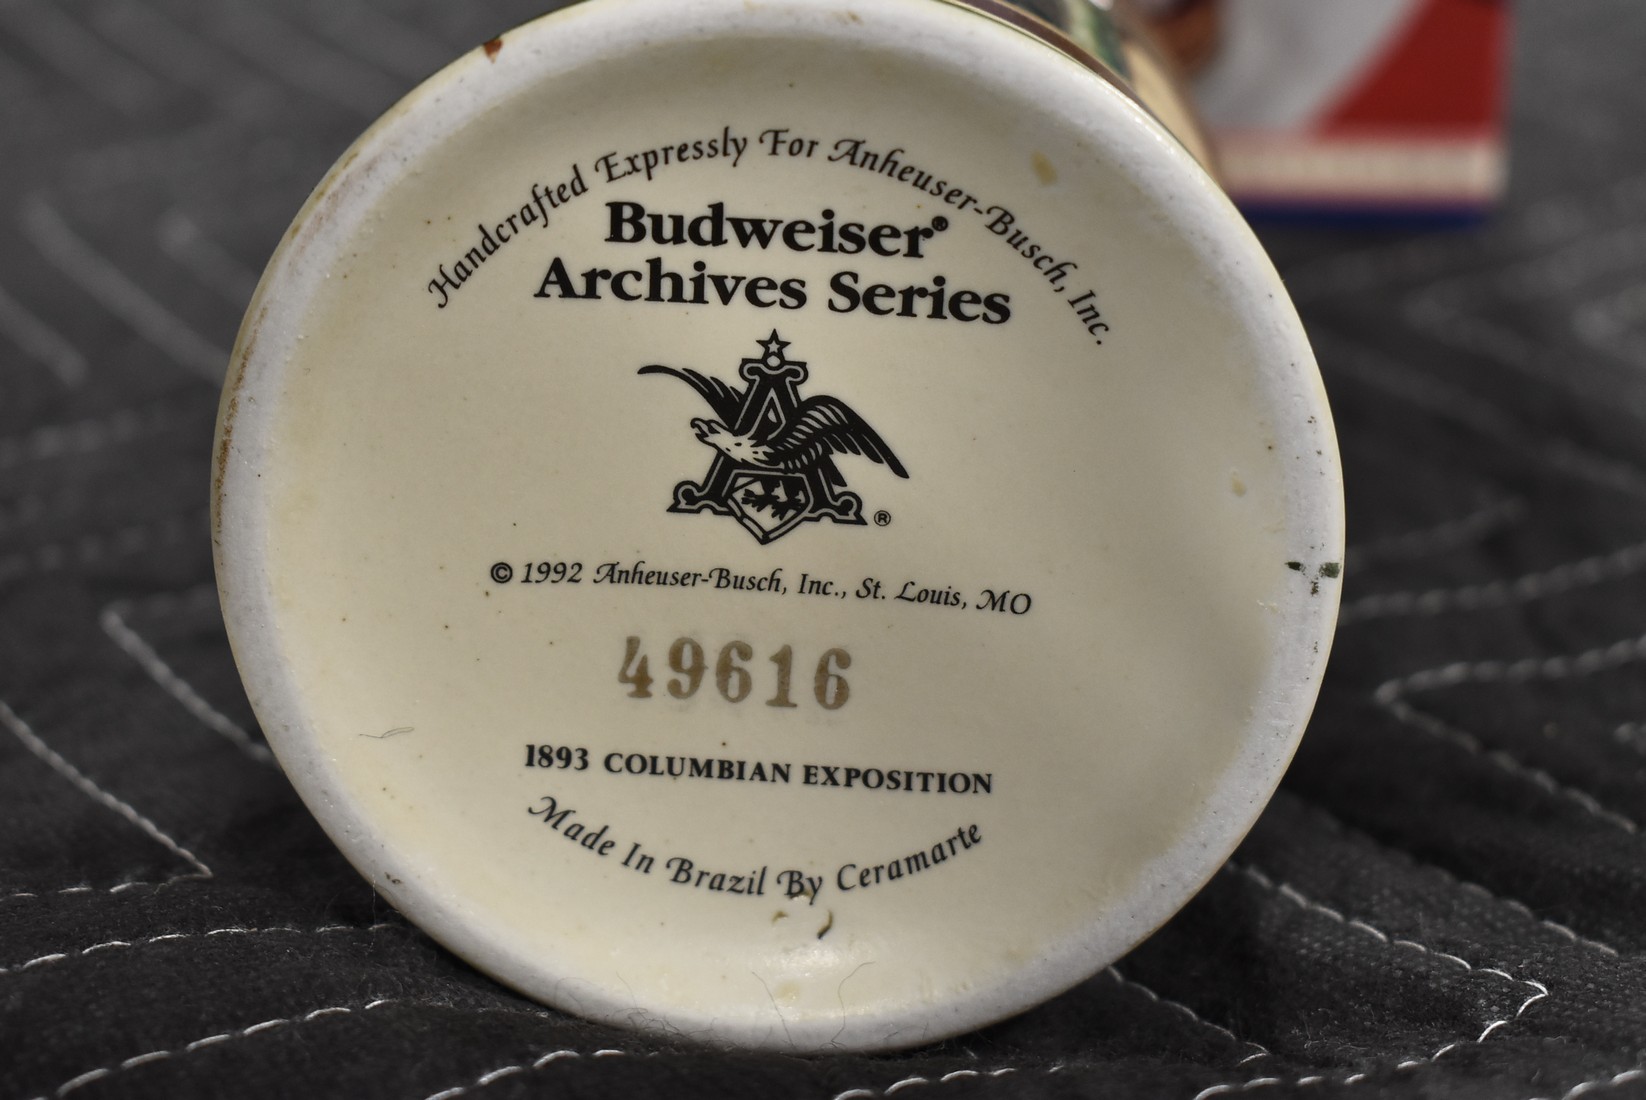 Handcrafted Expressly For Anheuser-Busch, Inc.
Budweiser®
Archives Series
A
®
© 1992 Anheuser-Busch, Inc., St. Louis, MO
49616
1893 COLUMBIAN EXPOSITION
Made In Brazil By Ceramarte